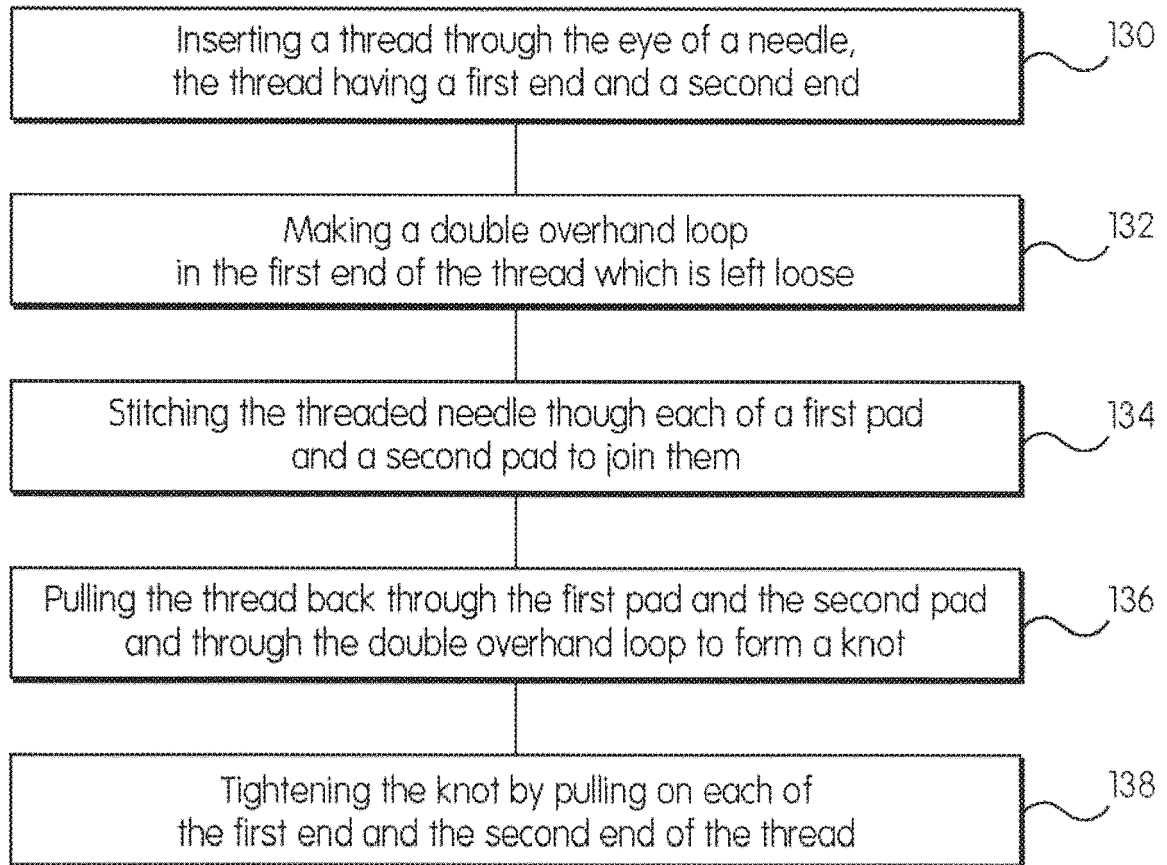 Inserting a thread through the eye of a needle,
the thread having a first end and a second end
130
Making a double overhand loop
in the first end of the thread which is left loose
132
Stitching the threaded needle though each of a first pad
and a second pad to join them
134
Pulling the thread back through the first pad and the second pad
and through the double overhand loop to form a knot
136
Tightening the knot by pulling on each of
the first end and the second end of the thread
138